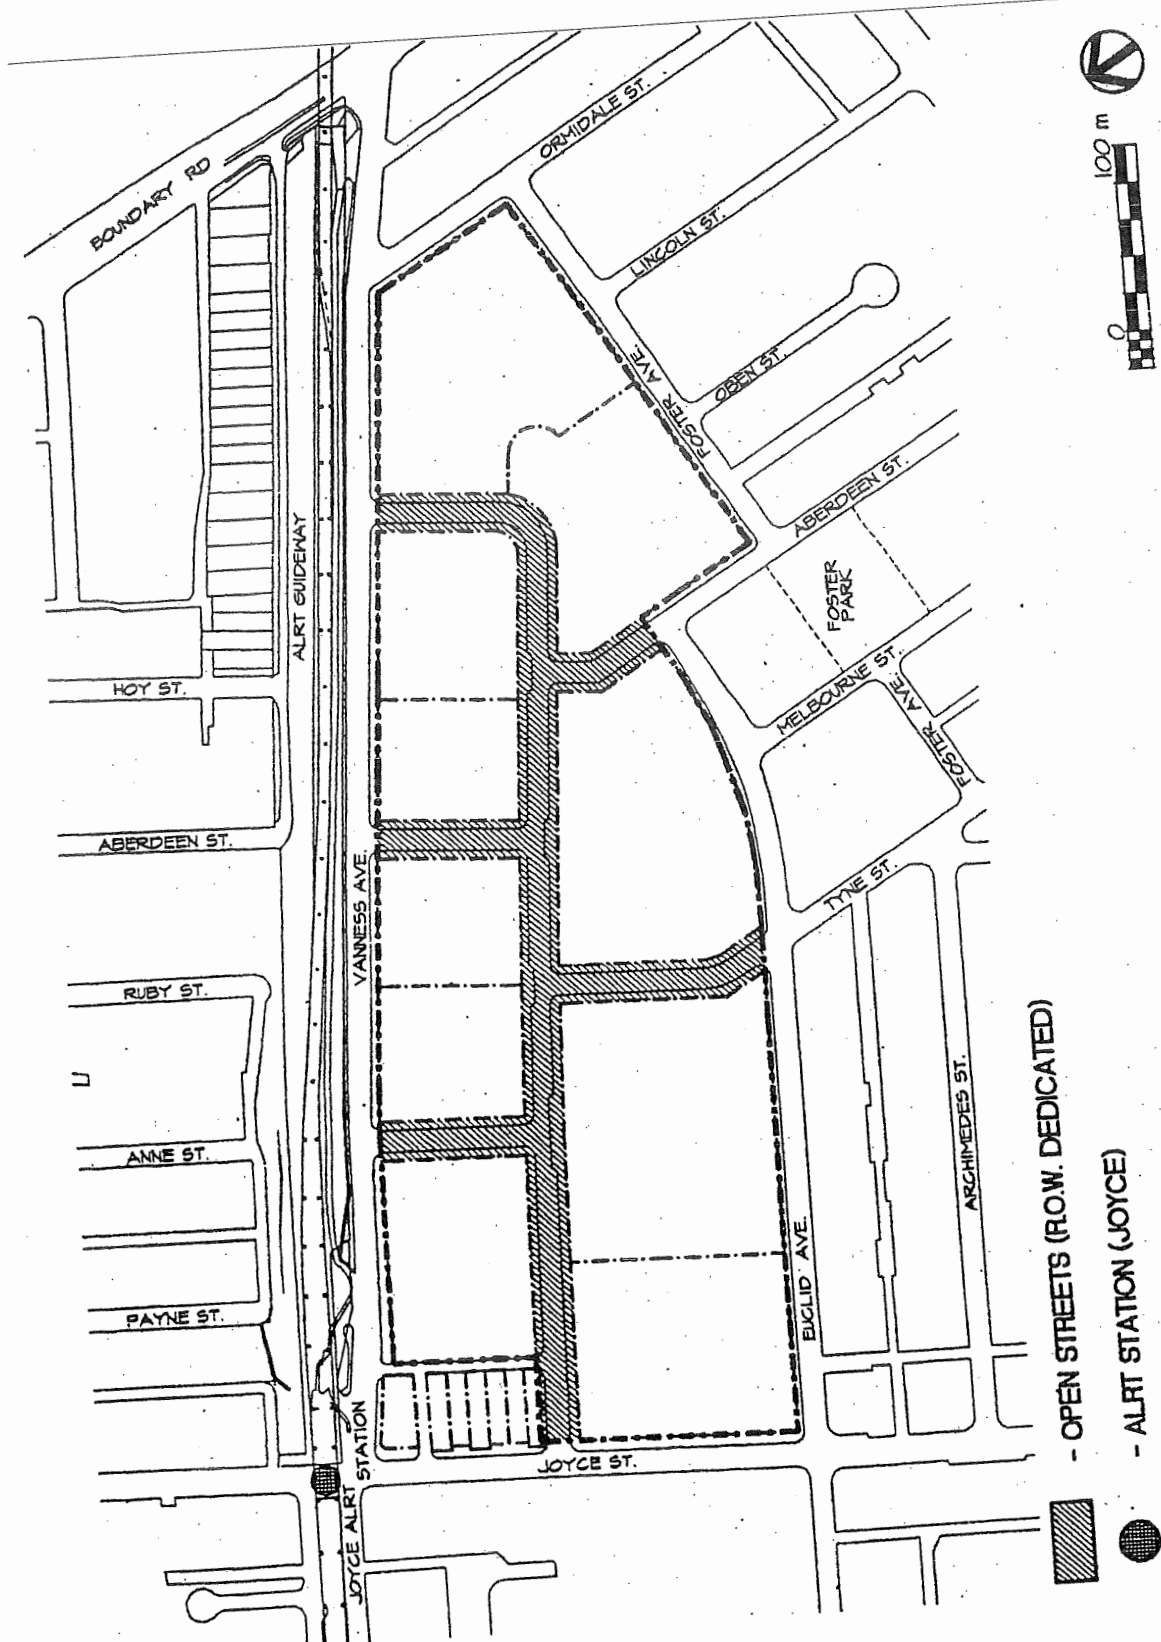 BOUNDARY RD
ORMIDALE ST.
LINCOLN ST.
FOSTER AVE.
OBEN ST.
ABERDEEN ST.
FOSTER
PARK
MELBOURNE ST.
FOSTER AVE.
TYNE ST.
ALRT GUIDEWAY
HOY ST.
ABERDEEN ST.
VANNESS AVE.
RUBY ST.
ANNE ST.
PAYNE ST.
JOYCE ALRT STATION
JOYCE ST.
EUCLID AVE.
ARCHIMEDES ST.
0 100 m
- OPEN STREETS (R.O.W. DEDICATED)
- ALRT STATION (JOYCE)